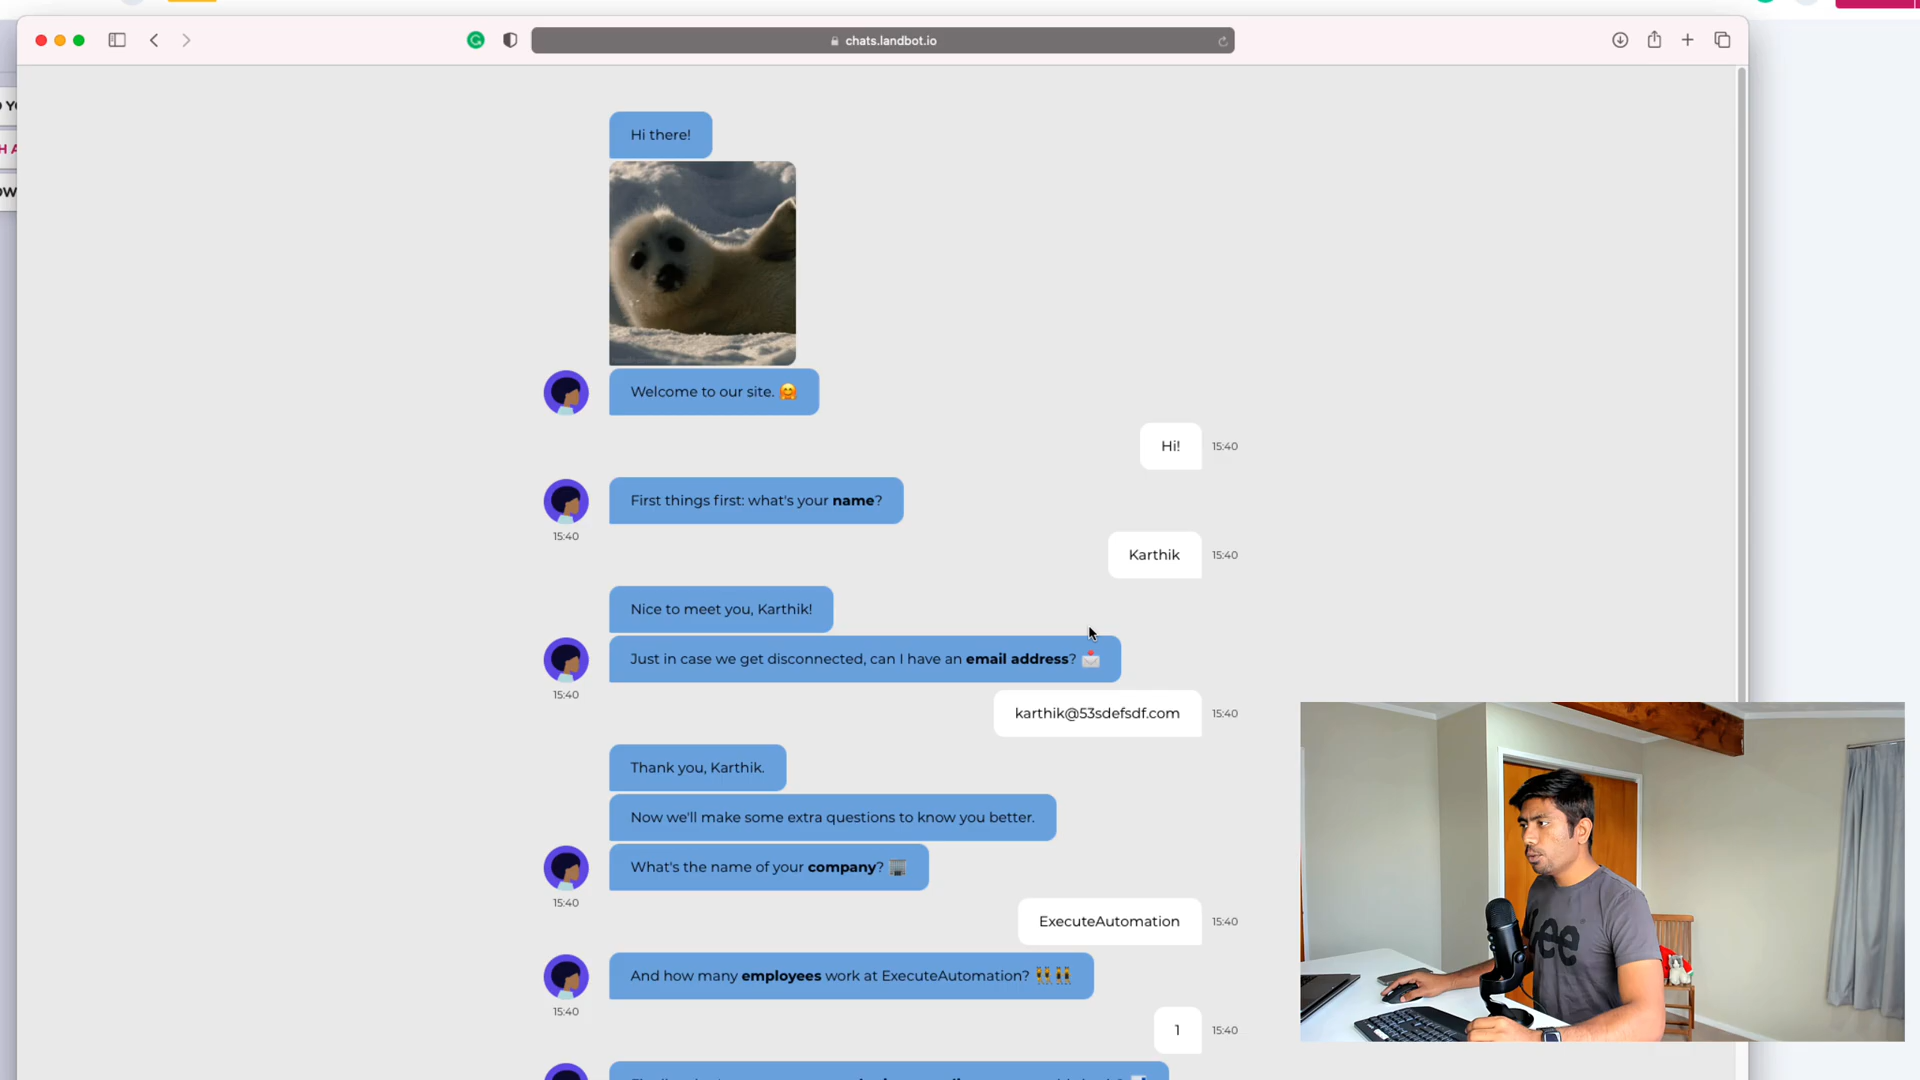 chats.landbot.io
Hi there!
Welcome to our site. 🤗
Hi!
15:40
First things first: what's your name?
15:40
Karthik
15:40
Nice to meet you, Karthik!
Just in case we get disconnected, can I have an email address? 📩
15:40
karthik@53sdefsdf.com
15:40
Thank you, Karthik.
Now we'll make some extra questions to know you better.
What's the name of your company? 🏢
15:40
ExecuteAutomation
15:40
And how many employees work at ExecuteAutomation? 👯👯
15:40
1
15:40